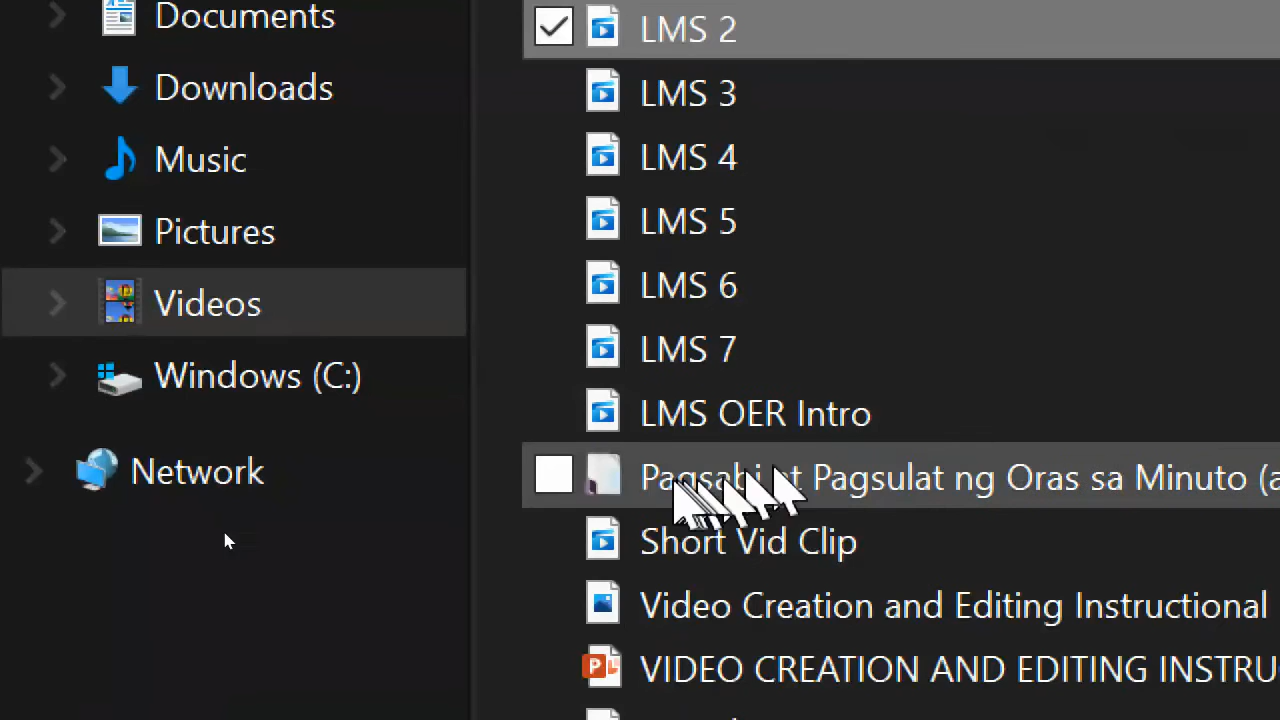 Documents
Downloads
Music
Pictures
Videos
Windows (C:)
Network
LMS 2
LMS 3
LMS 4
LMS 5
LMS 6
LMS 7
LMS OER Intro
Pagsabi at Pagsulat ng Oras sa Minuto (a
Short Vid Clip
Video Creation and Editing Instructional
VIDEO CREATION AND EDITING INSTRU